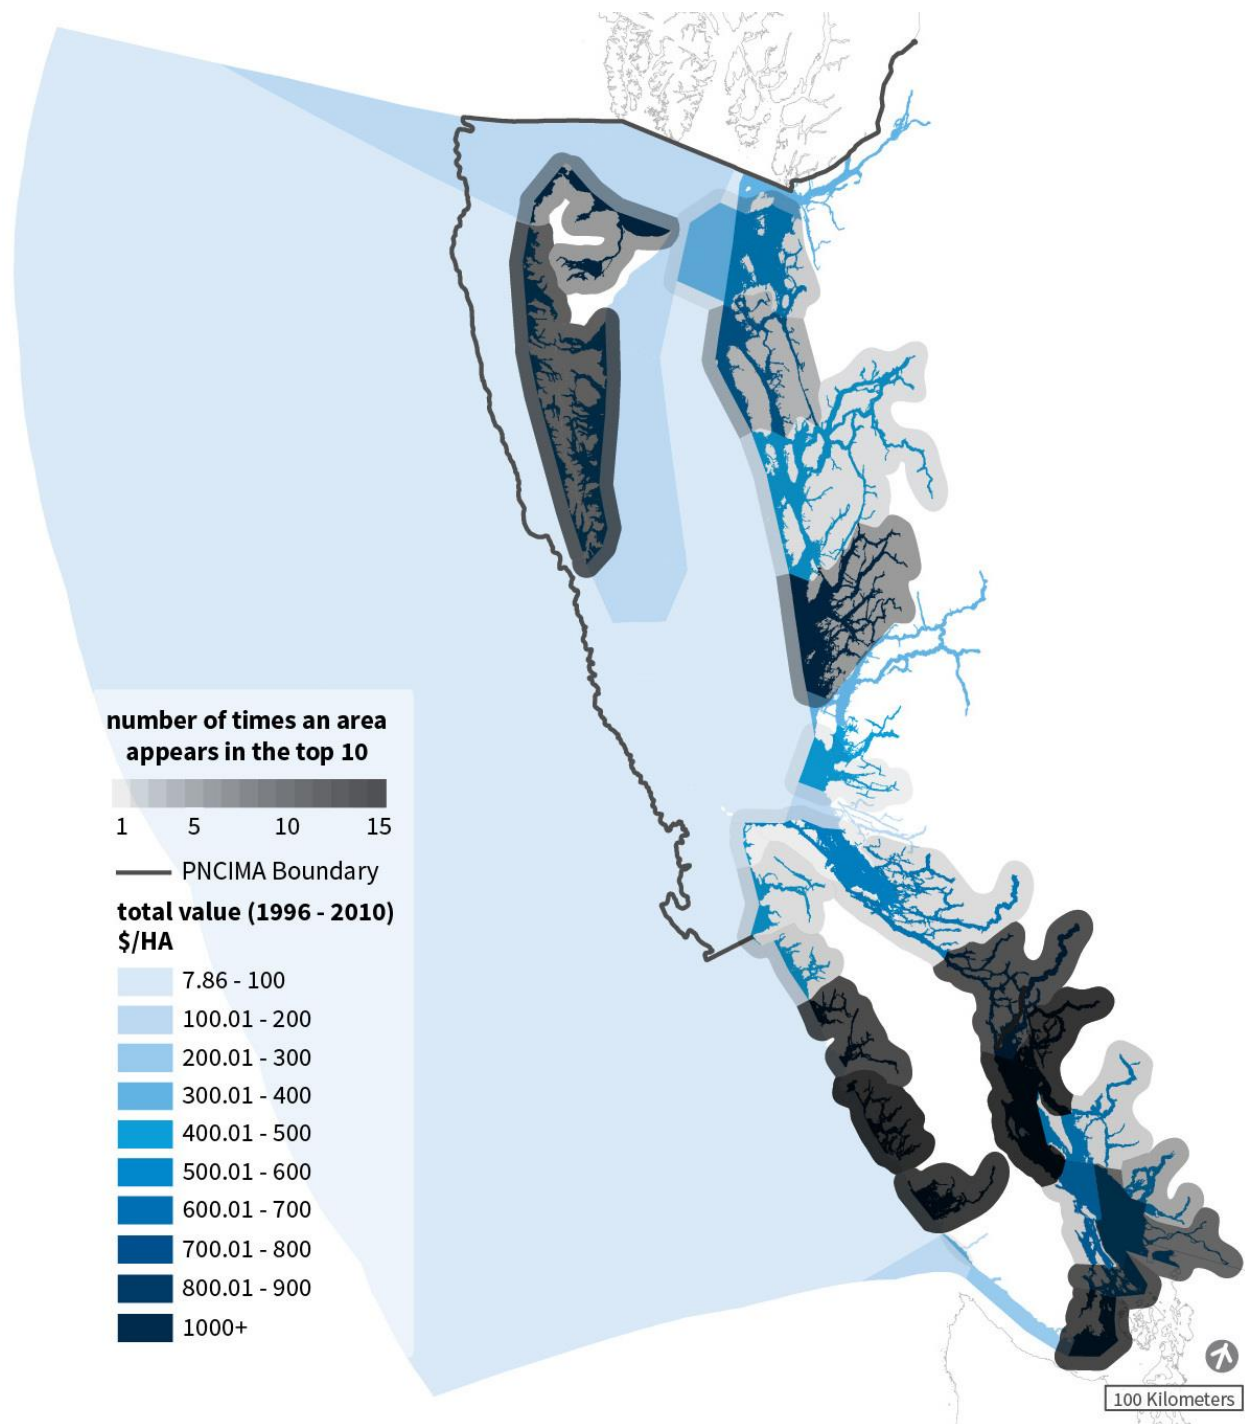 number of times an area
appears in the top 10
1 5 10 15
PNCIMA Boundary
total value (1996 - 2010)
$/HA
7.86 - 100
100.01 - 200
200.01 - 300
300.01 - 400
400.01 - 500
500.01 - 600
600.01 - 700
700.01 - 800
800.01 - 900
1000+
100 Kilometers